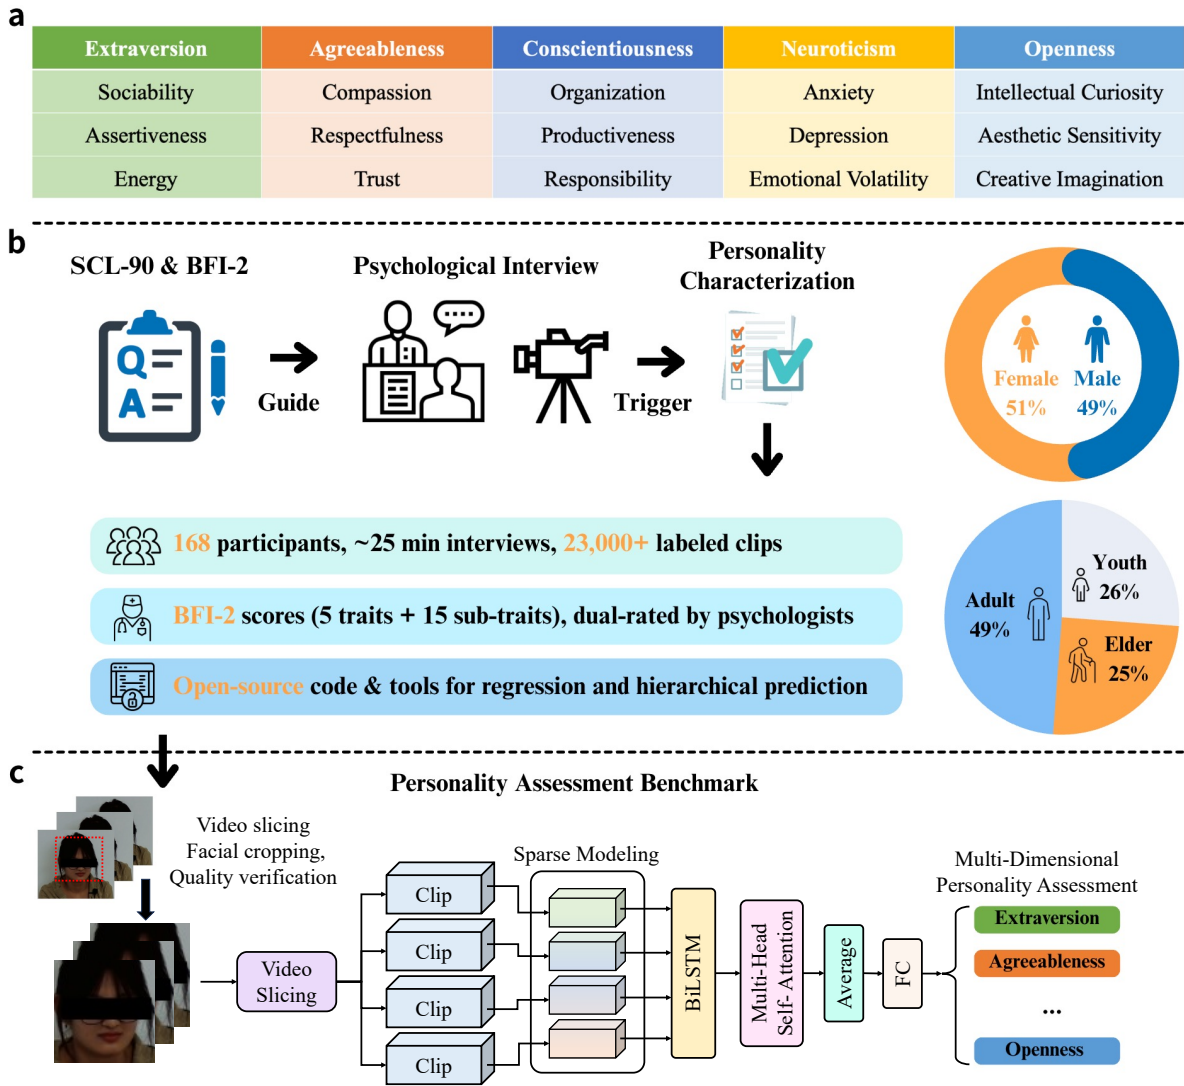 a
Extraversion Agreeableness Conscientiousness Neuroticism Openness
Sociability Compassion Organization Anxiety Intellectual Curiosity
Assertiveness Respectfulness Productiveness Depression Aesthetic Sensitivity
Energy Trust Responsibility Emotional Volatility Creative Imagination
b
SCL-90 & BFI-2
Q
A
Guide
Psychological Interview
Trigger
Personality
Characterization
Female
51%
Male
49%
168 participants, ~25 min interviews, 23,000+ labeled clips
BFI-2 scores (5 traits + 15 sub-traits), dual-rated by psychologists
Open-source code & tools for regression and hierarchical prediction
Adult
49%
Youth
26%
Elder
25%
c
Personality Assessment Benchmark
Video slicing
Facial cropping,
Quality verification
Video
Slicing
Clip
Clip
Clip
Clip
Sparse Modeling
BiLSTM
Multi-Head
Self- Attention
Average
FC
Multi-Dimensional
Personality Assessment
Extraversion
Agreeableness
...
Openness